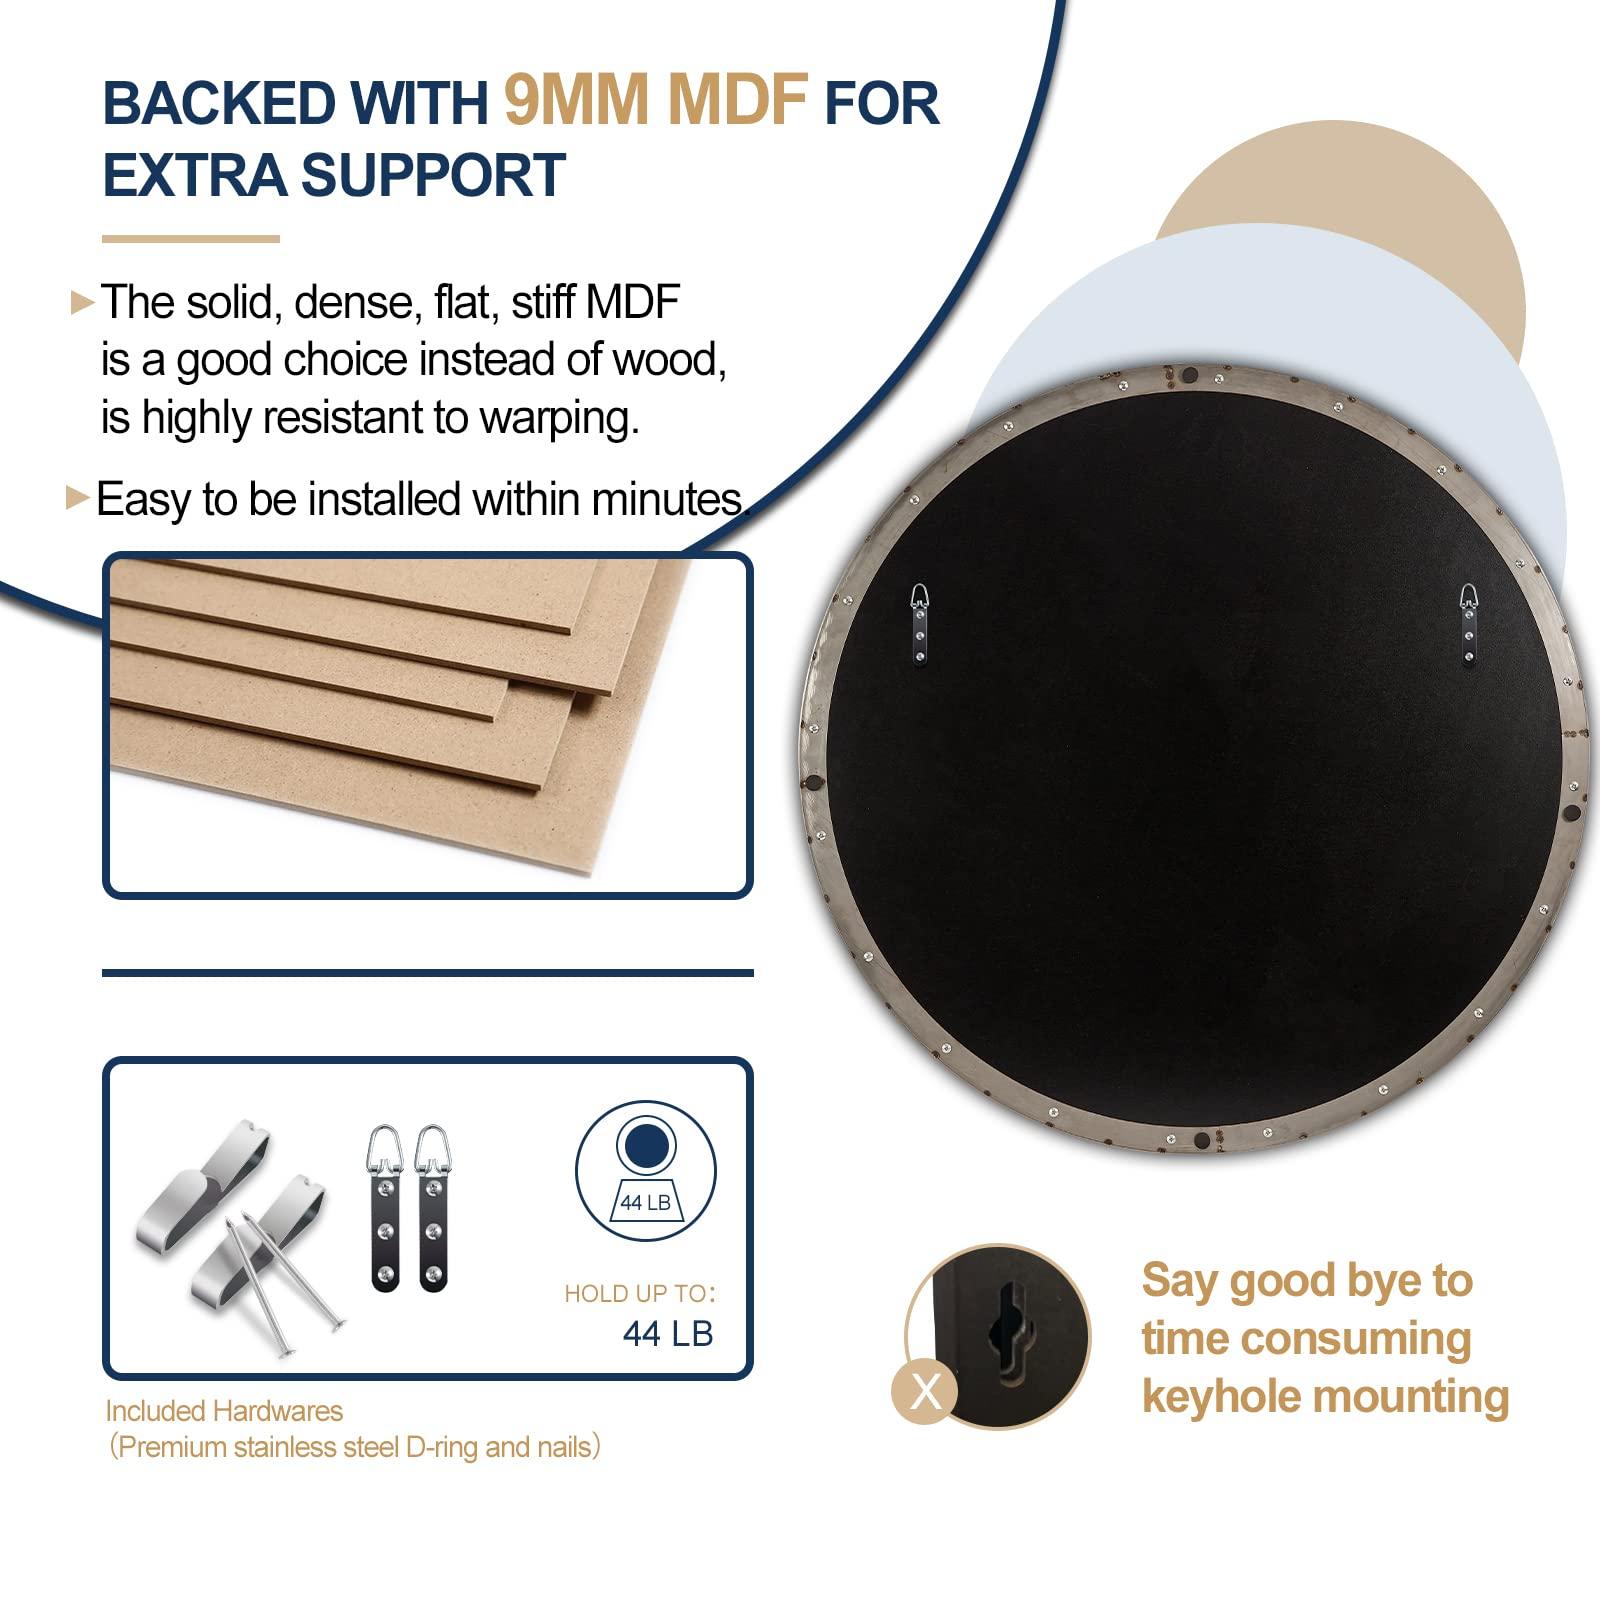 BACKED WITH 9MM MDF FOR
EXTRA SUPPORT
The solid, dense, flat, stiff MDF
is a good choice instead of wood,
is highly resistant to warping.
Easy to be installed within minutes.
44 LB
HOLD UP TO:
44 LB
Included Hardwares
(Premium stainless steel D-ring and nails)
X
Say good bye to
time consuming
keyhole mounting